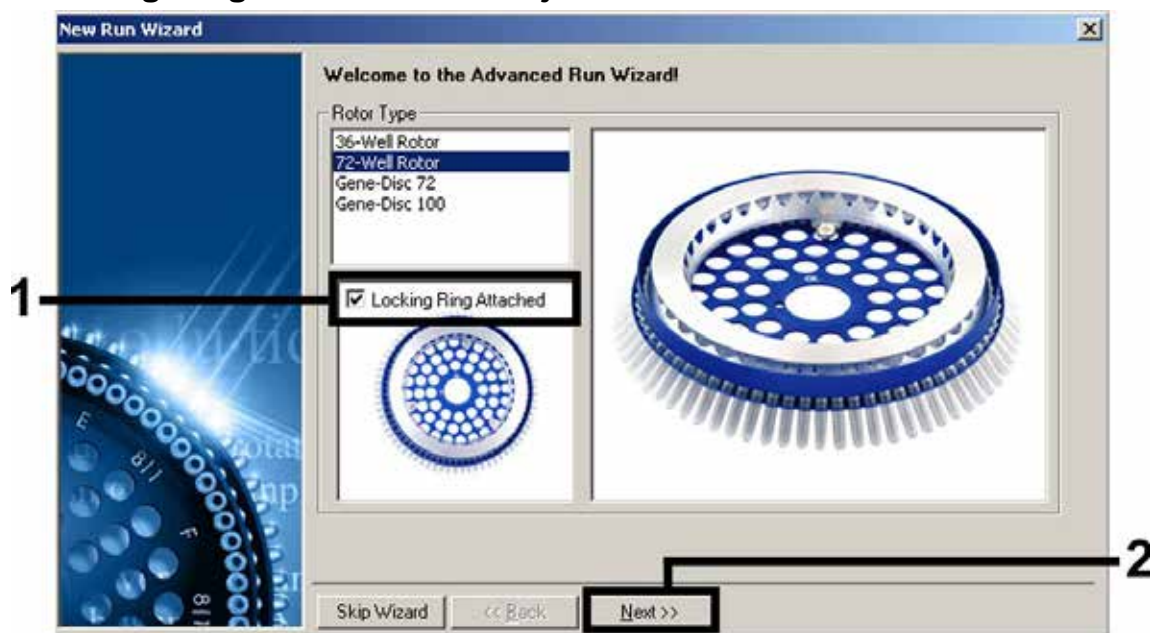 New Run Wizard
Welcome to the Advanced Run Wizard!
Rotor Type
36-Well Rotor
72-Well Rotor
Gene-Disc 72
Gene-Disc 100
1
Locking Ring Attached
E
F
2
Skip Wizard
<< Back
Next >>